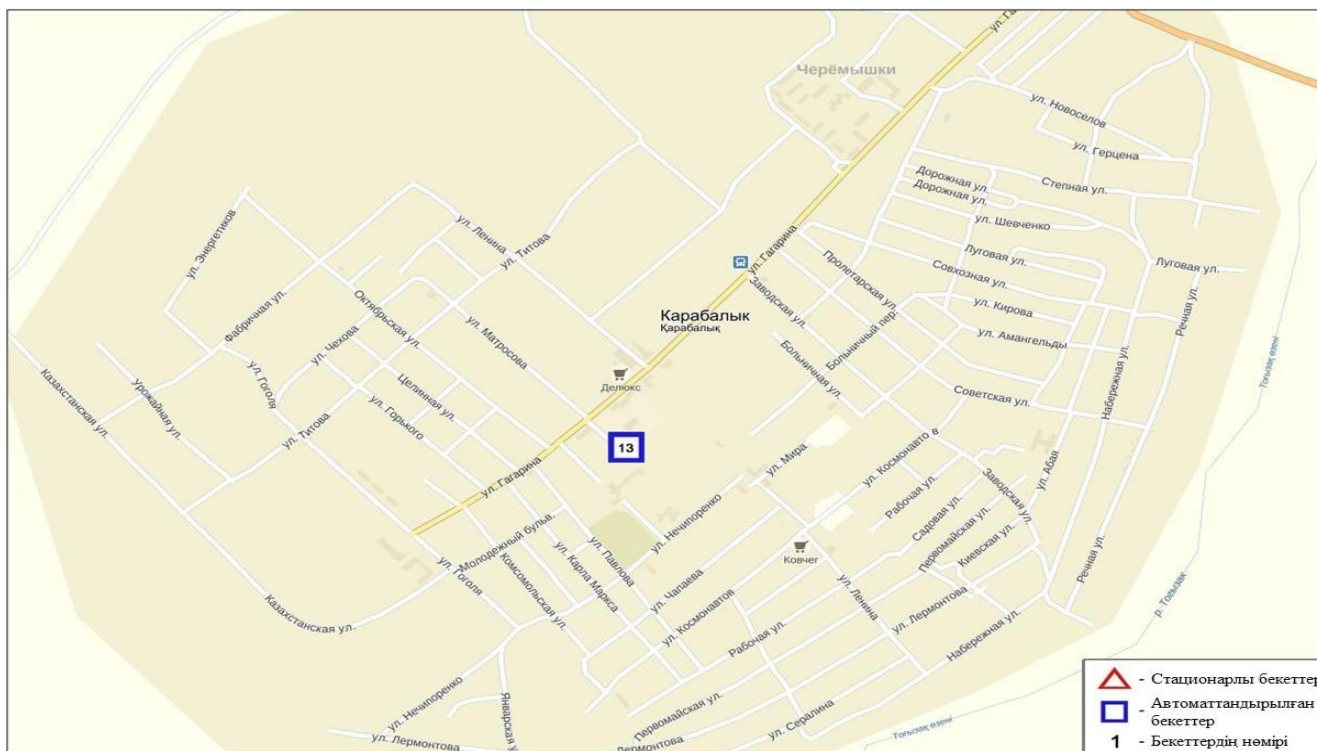 ул. Га
Черёмышки
ул. Новоселов
ул. Герцена
ул. Энергетиков
ул. Ленина
ул. Титова
Дорожная ул.
Дорожная ул.
Степная ул.
ул. Шевченко
Луговая ул.
Луговая ул.
ул. Гагарина
Пролетарская ул.
Совхозная ул.
Заводская ул.
Фабричная ул.
Октябрьская ул.
ул. Кирова
Речная ул.
Карабалык
Қарабалық
ул. Чехова
ул. Матросова
Больничный пер.
ул. Амангельды
Больничная ул.
Набережная ул.
Тоғызақ өзені
Казахстанская ул.
Урожайная ул.
ул. Гоголя
Целинная ул.
Делюкс
Советская ул.
ул. Горького
ул. Титова
13
ул. Гагарина
ул. Мира
ул. Космонавтов
Заводская ул.
ул. Абая
Рабочая ул.
Садовая ул.
Первомайская ул.
Киевская ул.
ул. Нечипоренко
Молодежный бульв.
Ковчег
Речная ул.
р. Тогызак
ул. Гоголя
Комсомольская ул.
ул. Карла Маркса
ул. Павлова
ул. Чапаева
ул. Космонавтов
ул. Ленина
ул. Лермонтова
Казахстанская ул.
Рабочая ул.
Набережная ул.
ул. Нечипоренко
Январская ул.
Первомайская ул.
ул. Сералина
Тоғызақ өзені
ул. Лермонтова
ул. Лермонтова
- Стационарлы бекеттер
- Автоматтандырылған
бекеттер
1 - Бекеттердің нөмірі